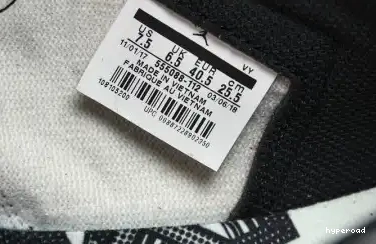 US UK EUR cm VY
7.5 6.5 40.5 25.5
11/01/17 555088-112 03/06/18
MADE IN VIETNAM
FABRIQUE AU VIETNAM
UPC
hyperoad